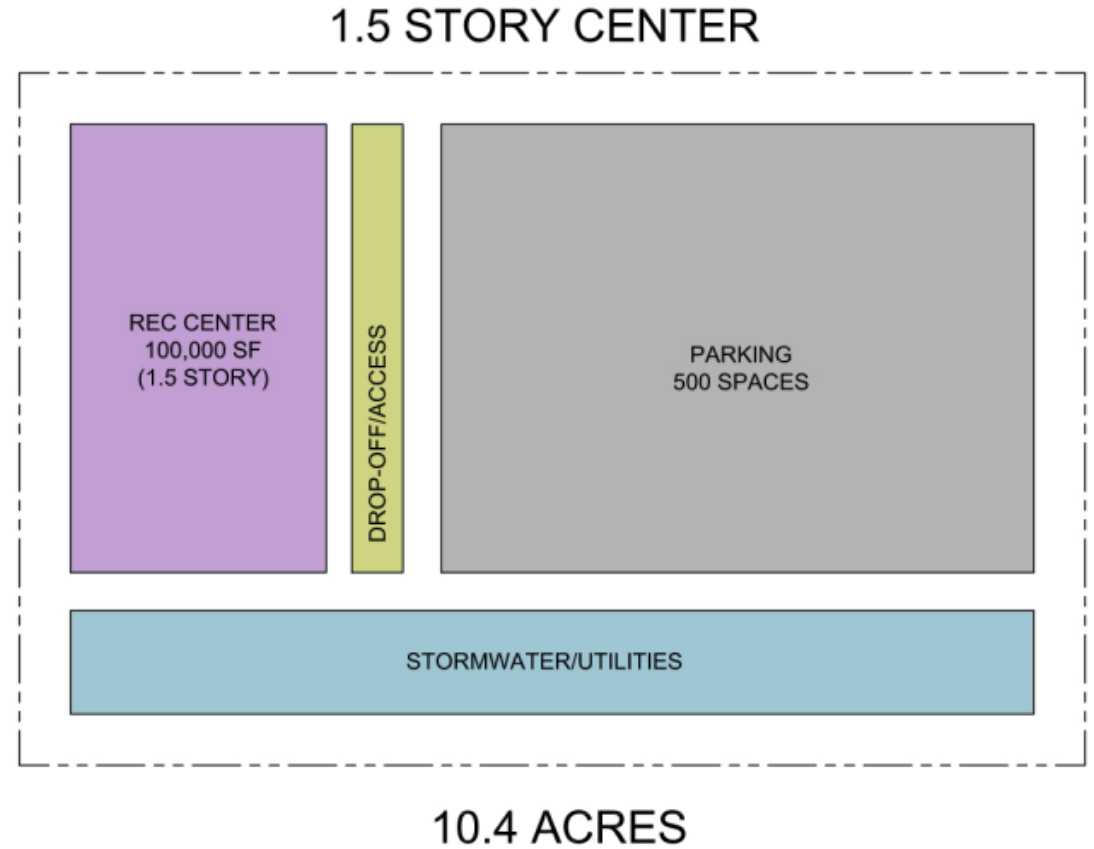 1.5 STORY CENTER
REC CENTER
100,000 SF
(1.5 STORY)
DROP-OFF/ACCESS
PARKING
500 SPACES
STORMWATER/UTILITIES
10.4 ACRES